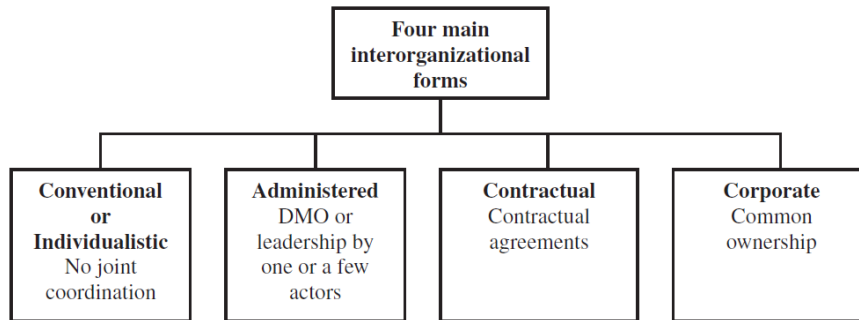 Four main
interorganizational
forms
Conventional
or
Individualistic
No joint
coordination
Administered
DMO or
leadership by
one or a few
actors
Contractual
Contractual
agreements
Corporate
Common
ownership